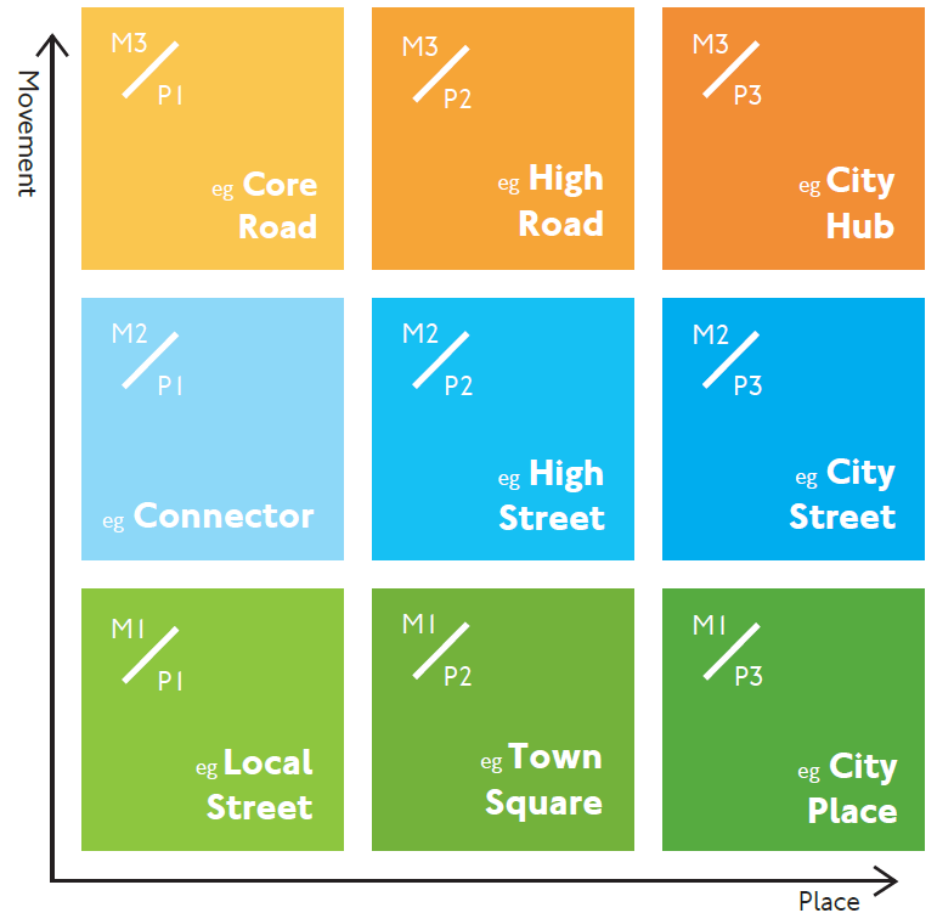 Movement
M3
P1
eg Core
Road
M3
P2
eg High
Road
M3
P3
eg City
Hub
M2
P1
eg Connector
M2
P2
eg High
Street
M2
P3
eg City
Street
M1
P1
eg Local
Street
M1
P2
eg Town
Square
M1
P3
eg City
Place
Place